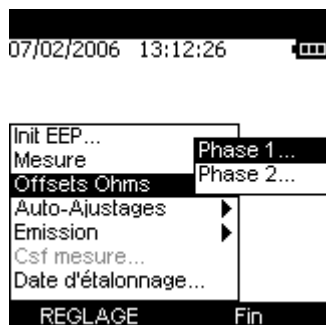 07/02/2006 13:12:26
Init EEP...
Mesure
Phase 1...
Offsets Ohms
Phase 2...
Auto-Ajustages
Emission
Csf mesure...
Date d'étalonnage...
REGLAGE Fin